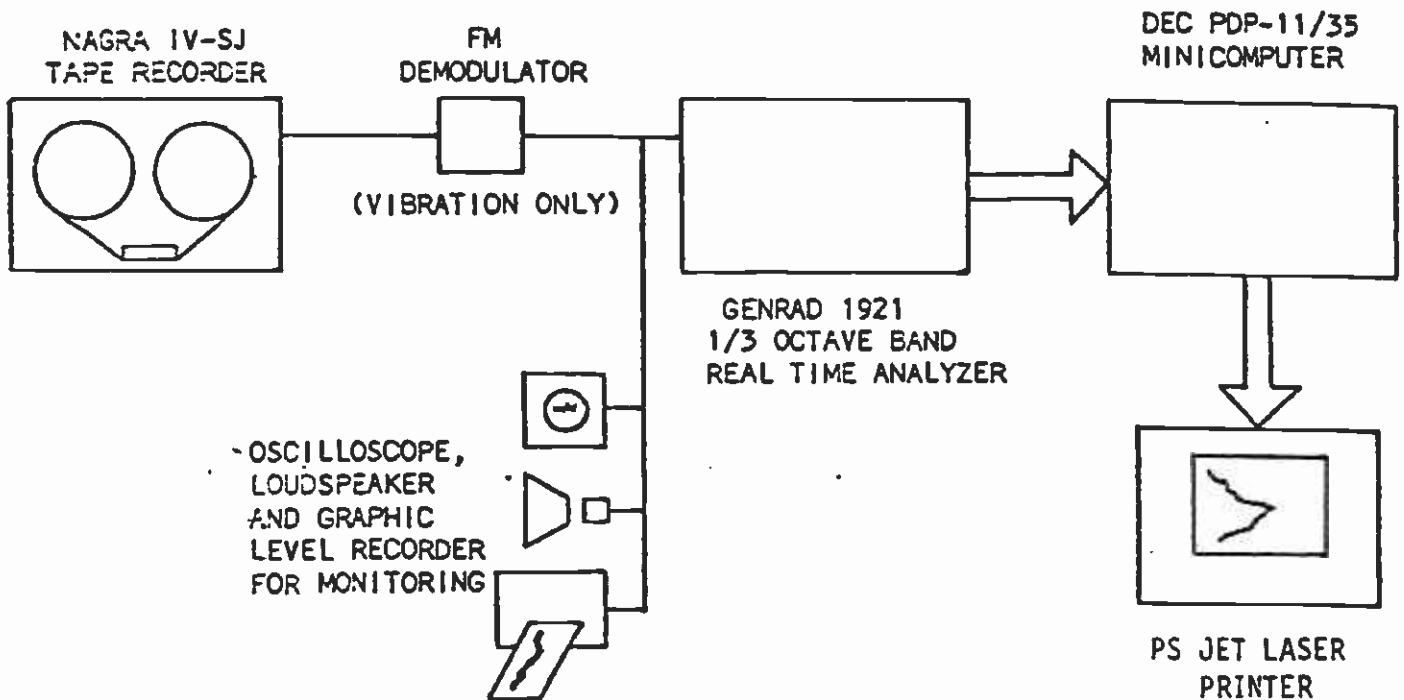 NAGRA IV-SJ
TAPE RECORDER
FM
DEMODULATOR
(VIBRATION ONLY)
DEC PDP-11/35
MINICOMPUTER
GENRAD 1921
1/3 OCTAVE BAND
REAL TIME ANALYZER
OSCILLOSCOPE,
LOUDSPEAKER
AND GRAPHIC
LEVEL RECORDER
FOR MONITORING
PS JET LASER
PRINTER